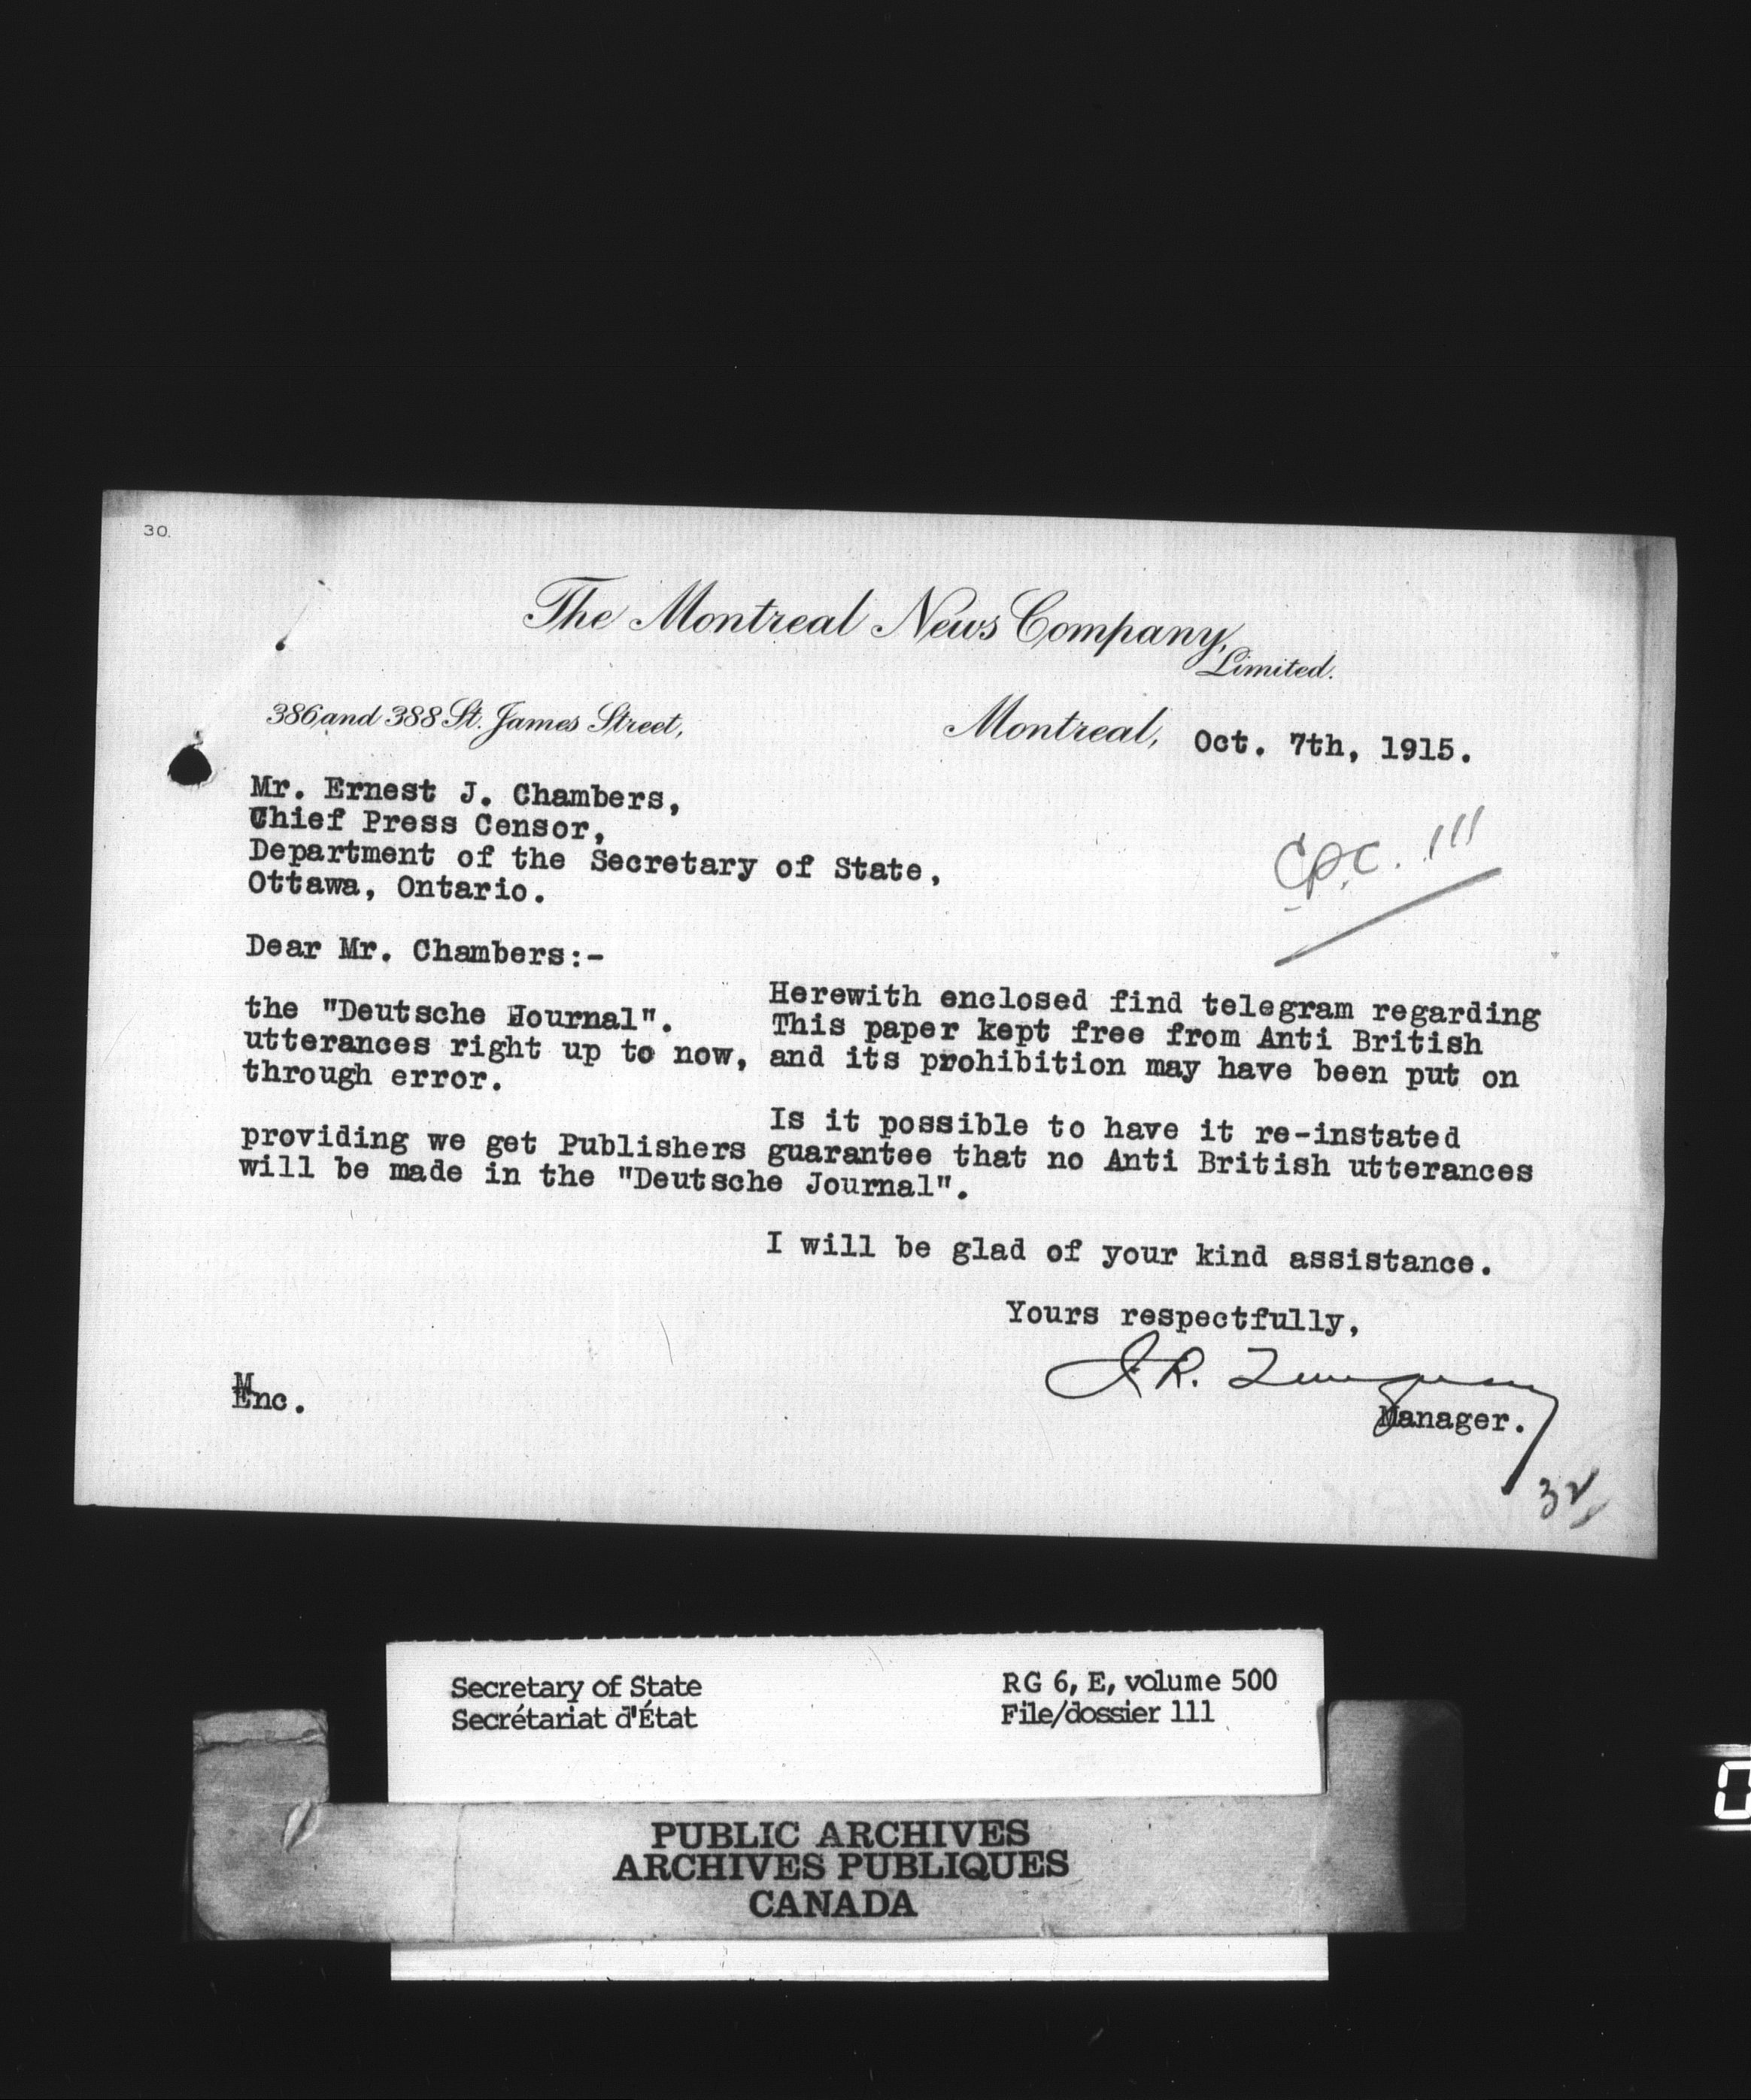 30.
The Montreal News Company,
Limited.
386 and 388 St. James Street,
Montreal, Oct. 7th, 1915.
Mr. Ernest J. Chambers,
Chief Press Censor,
Department of the Secretary of State,
Ottawa, Ontario.
C.P.C. 111
Dear Mr. Chambers:-
Herewith enclosed find telegram regarding
the "Deutsche Journal". This paper kept free from Anti British
utterances right up to now, and its prohibition may have been put on
through error.
Is it possible to have it re-instated
providing we get Publishers guarantee that no Anti British utterances
will be made in the "Deutsche Journal".
I will be glad of your kind assistance.
Yours respectfully,
Manager.
M
Enc.
32
Secretary of State
Secrétariat d'État
RG 6, E, volume 500
File/dossier 111
PUBLIC ARCHIVES
ARCHIVES PUBLIQUES
CANADA
0